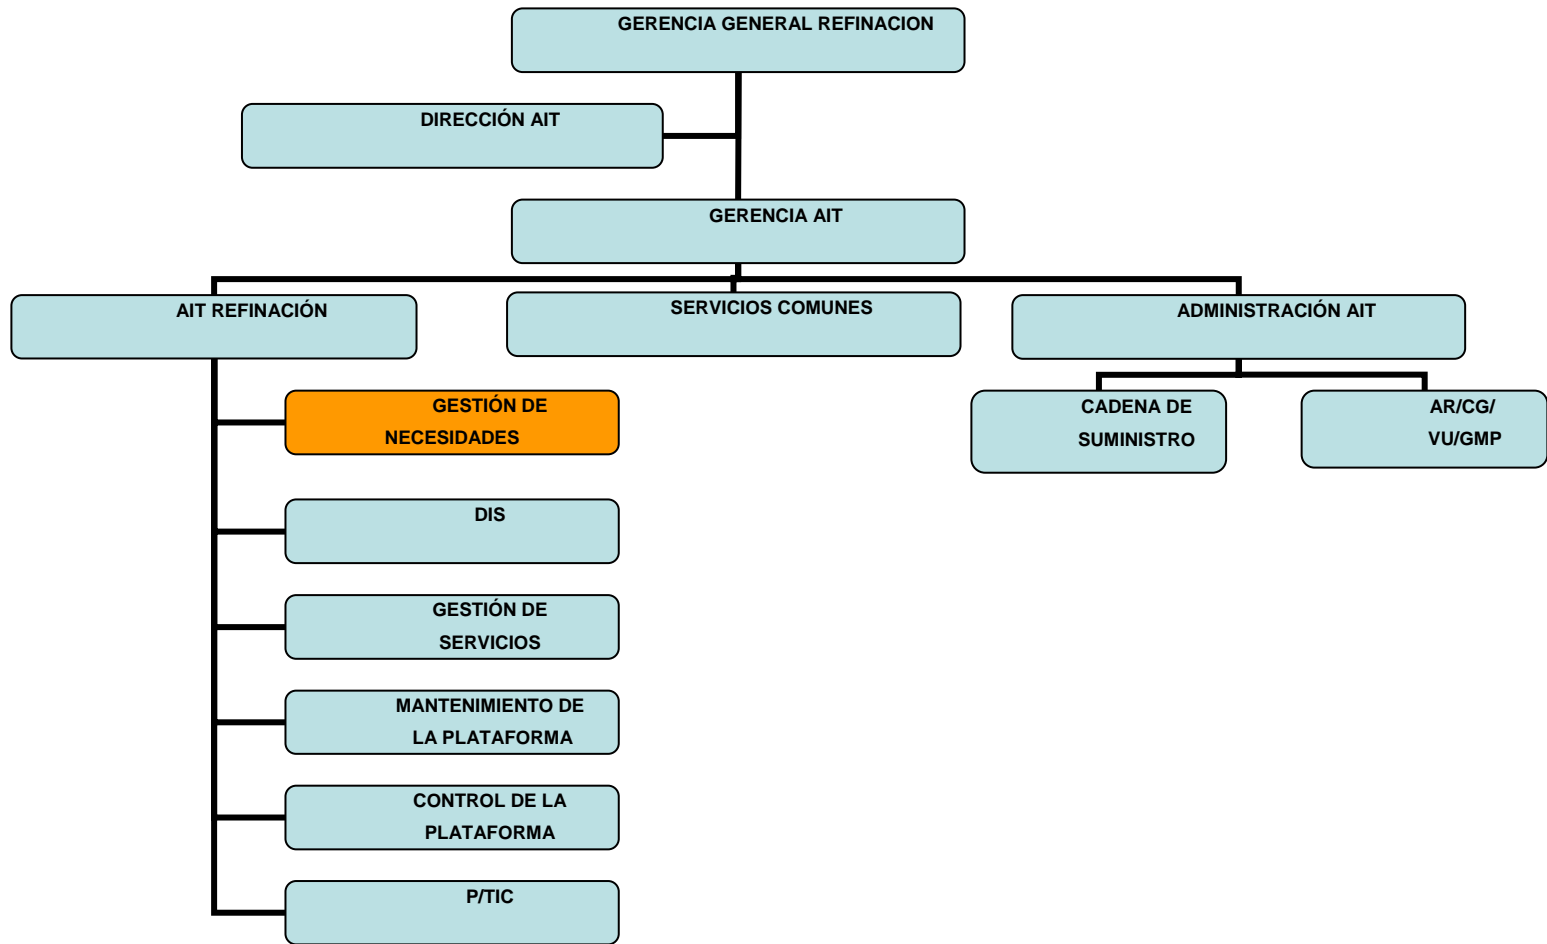 GERENCIA GENERAL REFINACION
DIRECCIÓN AIT
GERENCIA AIT
AIT REFINACIÓN
SERVICIOS COMUNES
ADMINISTRACIÓN AIT
GESTIÓN DE
NECESIDADES
CADENA DE
SUMINISTRO
AR/CG/
VU/GMP
DIS
GESTIÓN DE
SERVICIOS
MANTENIMIENTO DE
LA PLATAFORMA
CONTROL DE LA
PLATAFORMA
P/TIC